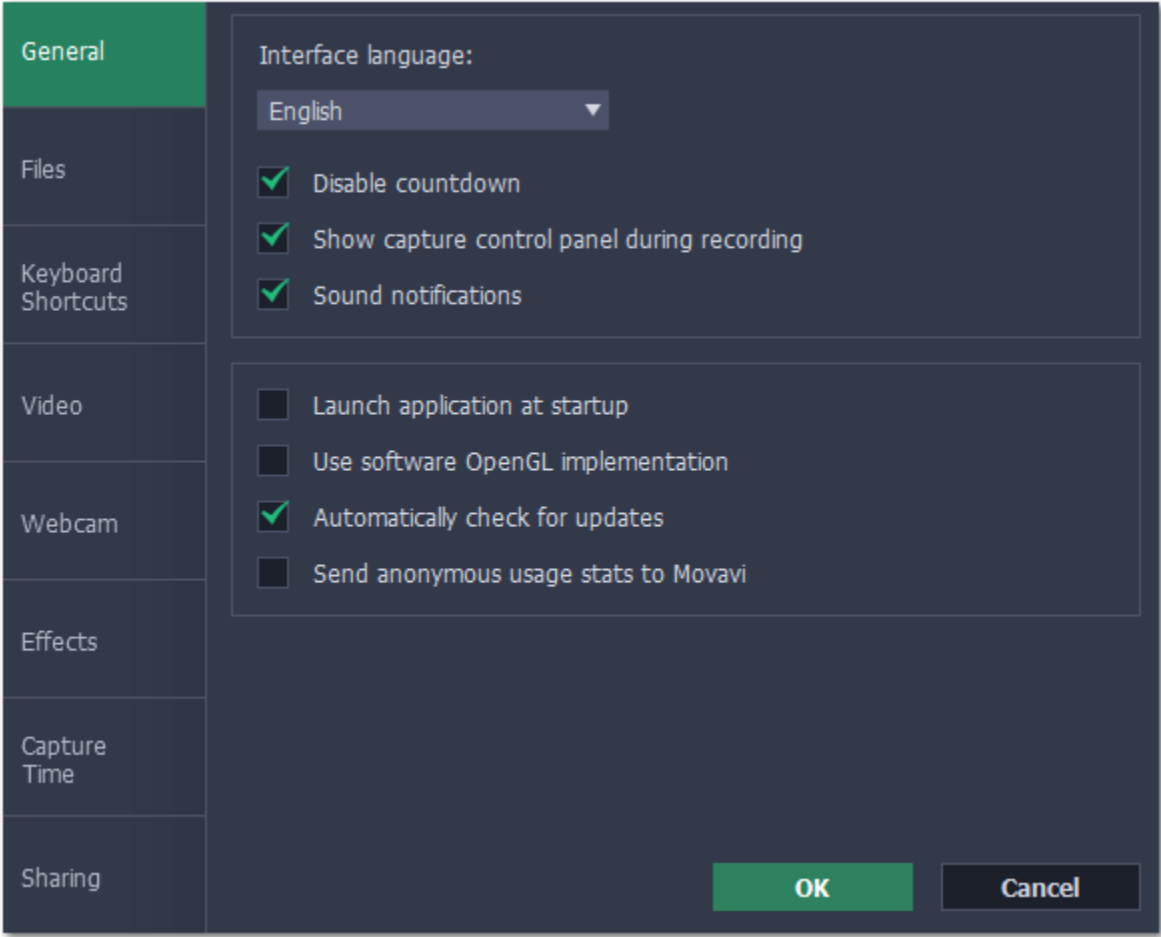 General
Files
Keyboard
Shortcuts
Video
Webcam
Effects
Capture
Time
Sharing
Interface language:
English
Disable countdown
Show capture control panel during recording
Sound notifications
Launch application at startup
Use software OpenGL implementation
Automatically check for updates
Send anonymous usage stats to Movavi
OK
Cancel